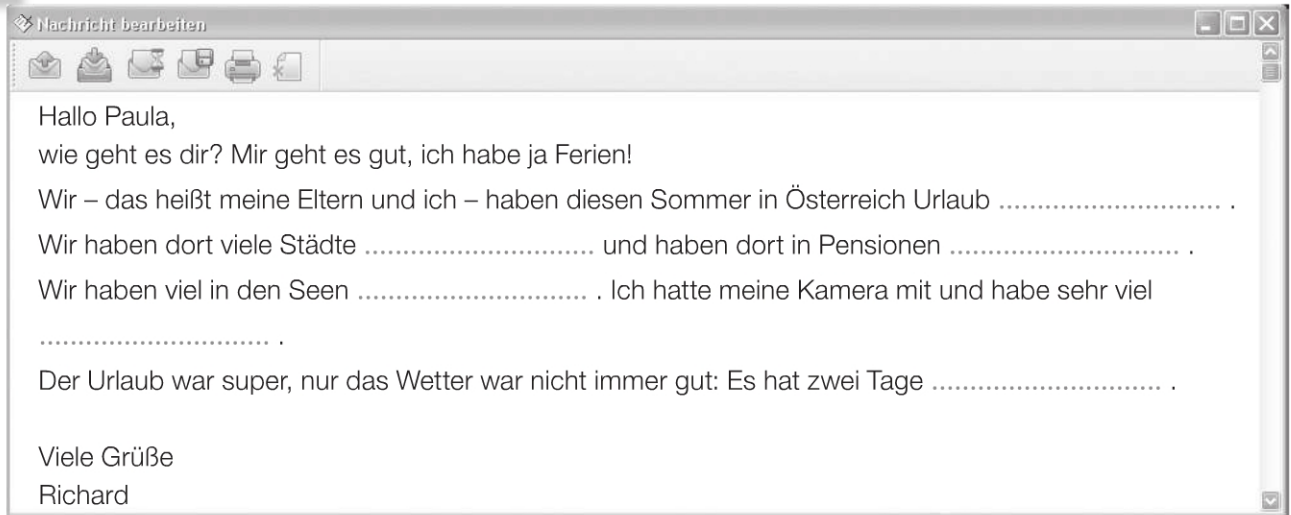 Nachricht bearbeiten
Hallo Paula,
wie geht es dir? Mir geht es gut, ich habe ja Ferien!
Wir – das heißt meine Eltern und ich – haben diesen Sommer in Österreich Urlaub ............................. .
Wir haben dort viele Städte .............................. und haben dort in Pensionen .............................. .
Wir haben viel in den Seen .............................. . Ich hatte meine Kamera mit und habe sehr viel
.............................. .
Der Urlaub war super, nur das Wetter war nicht immer gut: Es hat zwei Tage .............................. .
Viele Grüße
Richard